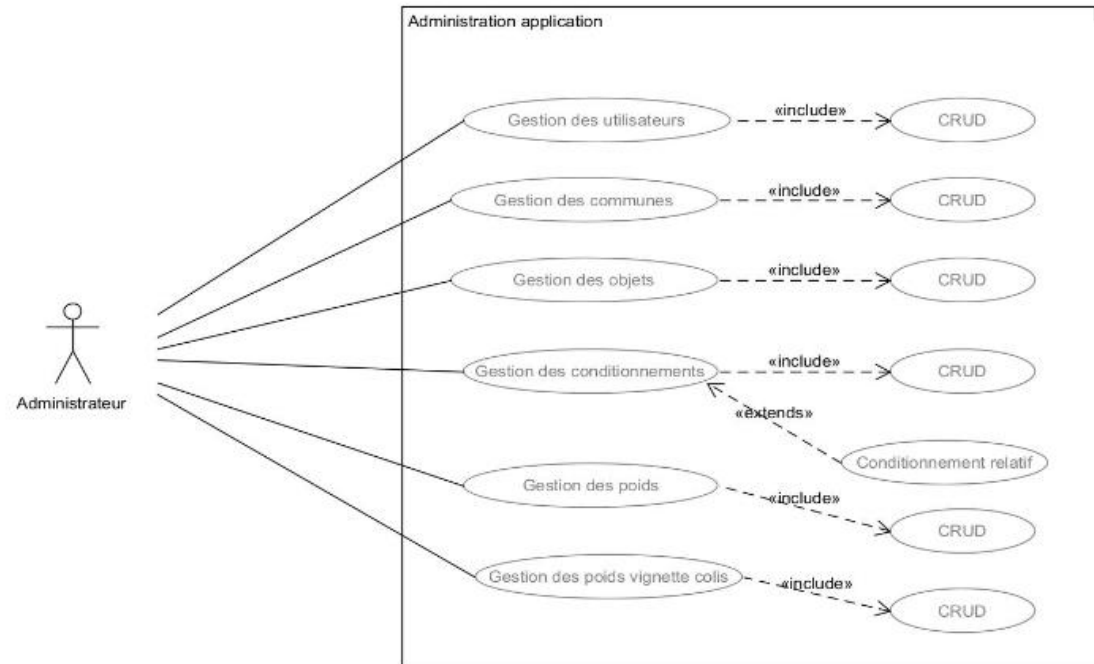 Administration application
Gestion des utilisateurs
«include»
CRUD
Gestion des communes
«include»
CRUD
Gestion des objets
«include»
CRUD
Gestion des conditionnements
«include»
CRUD
«extends»
Administrateur
Conditionnement relatif
Gestion des poids
«include»
CRUD
Gestion des poids vignette colis
«include»
CRUD